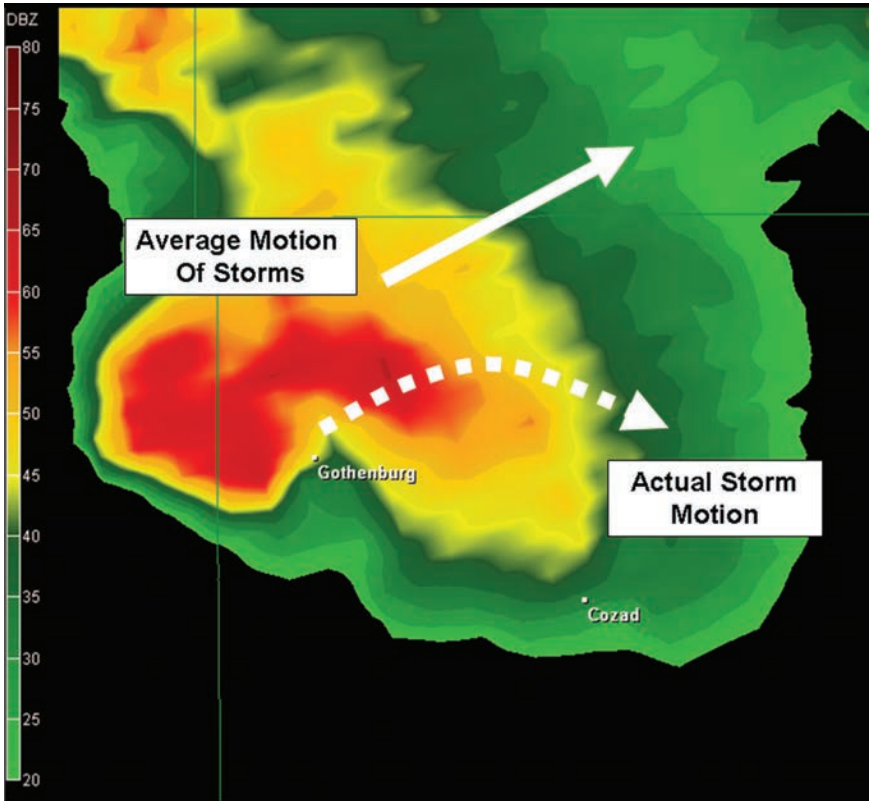 DBZ
80
75
70
65
60
55
50
45
40
35
30
25
20
Average Motion
Of Storms
Gothenburg
Actual Storm
Motion
Cozad